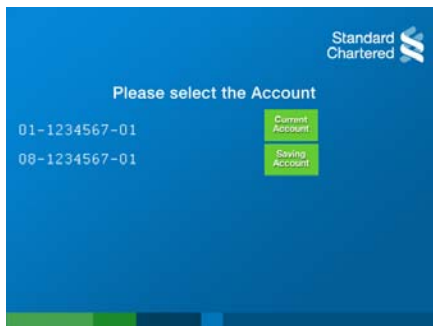 Standard
Chartered
Please select the Account
01-1234567-01
Current
Account
08-1234567-01
Saving
Account